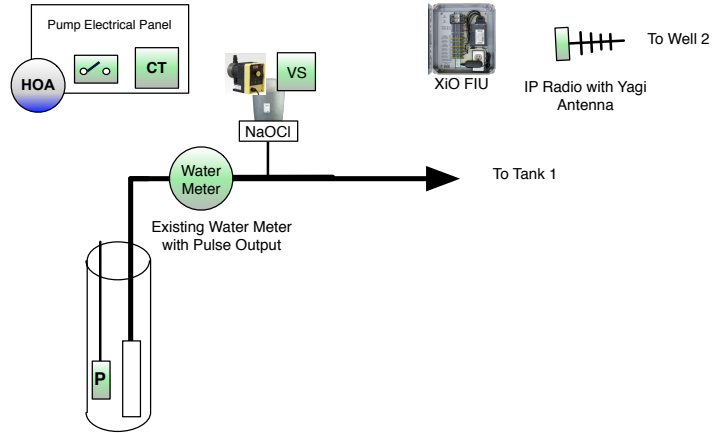 Pump Electrical Panel
HOA
CT
VS
NaOCl
XiO FIU
IP Radio with Yagi
Antenna
To Well 2
Water
Meter
To Tank 1
Existing Water Meter
with Pulse Output
P